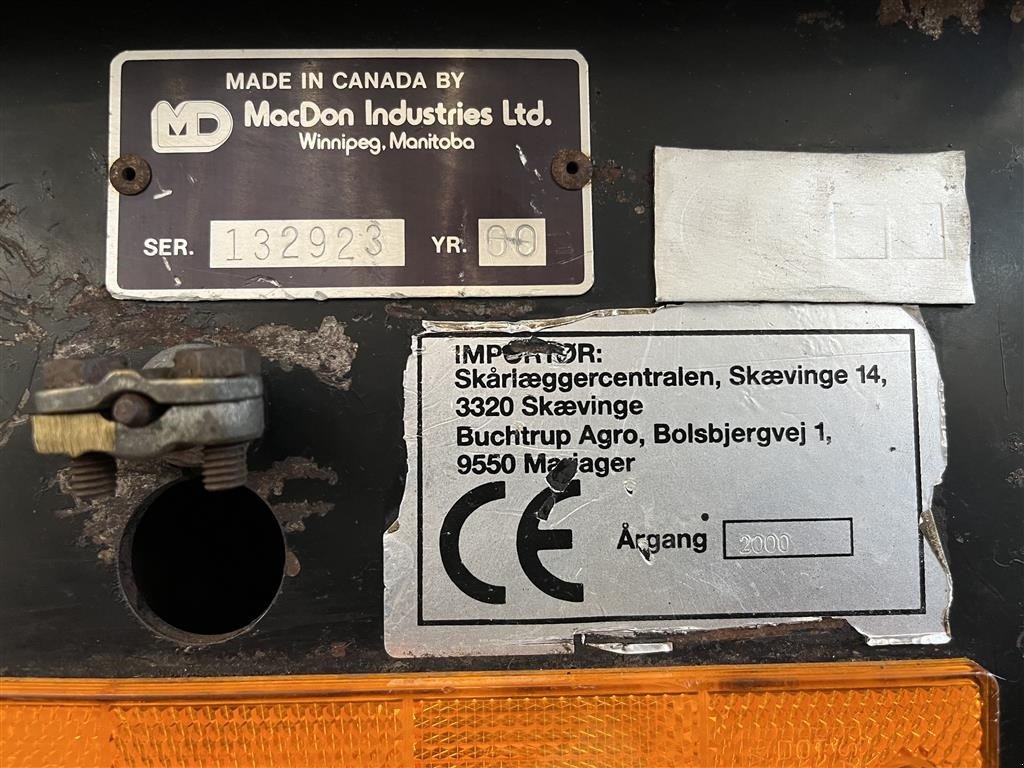 MADE IN CANADA BY
MD MacDon Industries Ltd.
Winnipeg, Manitoba
SER. 132923 YR. 00
IMPORTØR:
Skårlæggercentralen, Skævinge 14,
3320 Skævinge
Buchtrup Agro, Bolsbjergvej 1,
9550 Mariager
CE Årgang 2000